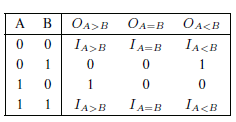 A B O_{A>B} O_{A=B} O_{A<B}
0 0 I_{A>B} I_{A=B} I_{A<B}
0 1 0 0 1
1 0 1 0 0
1 1 I_{A>B} I_{A=B} I_{A<B}